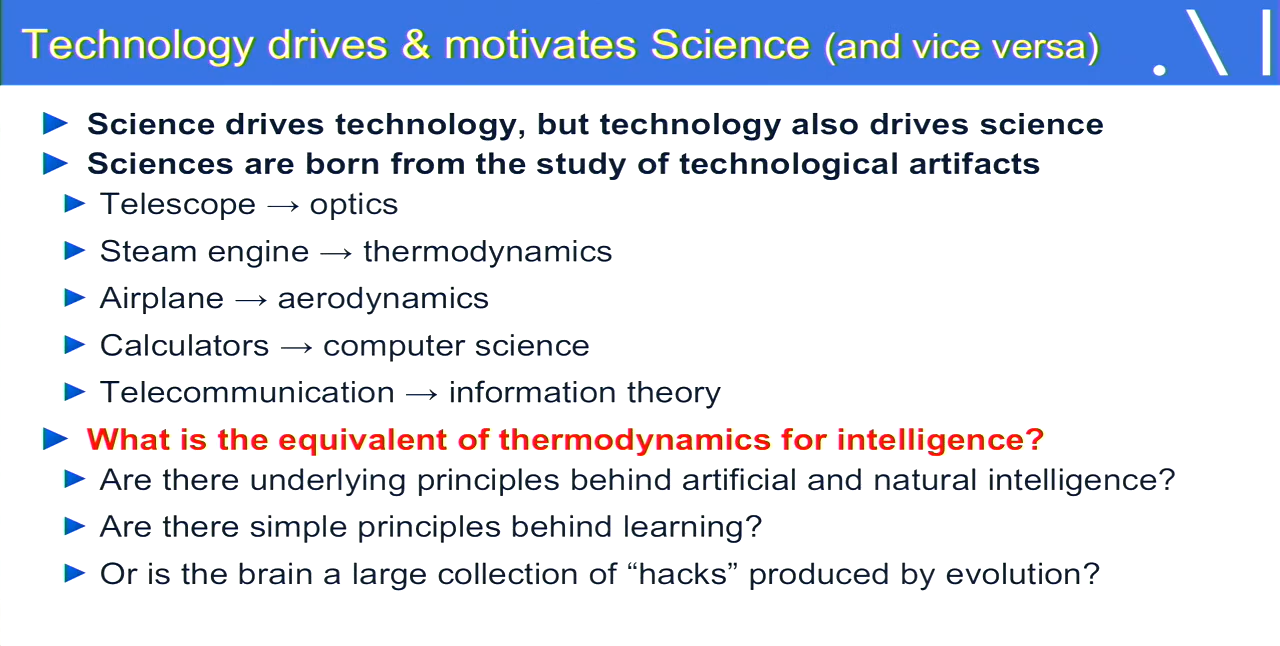 Technology drives & motivates Science (and vice versa)
Science drives technology, but technology also drives science
Sciences are born from the study of technological artifacts
Telescope → optics
Steam engine → thermodynamics
Airplane → aerodynamics
Calculators → computer science
Telecommunication → information theory
What is the equivalent of thermodynamics for intelligence?
Are there underlying principles behind artificial and natural intelligence?
Are there simple principles behind learning?
Or is the brain a large collection of “hacks” produced by evolution?